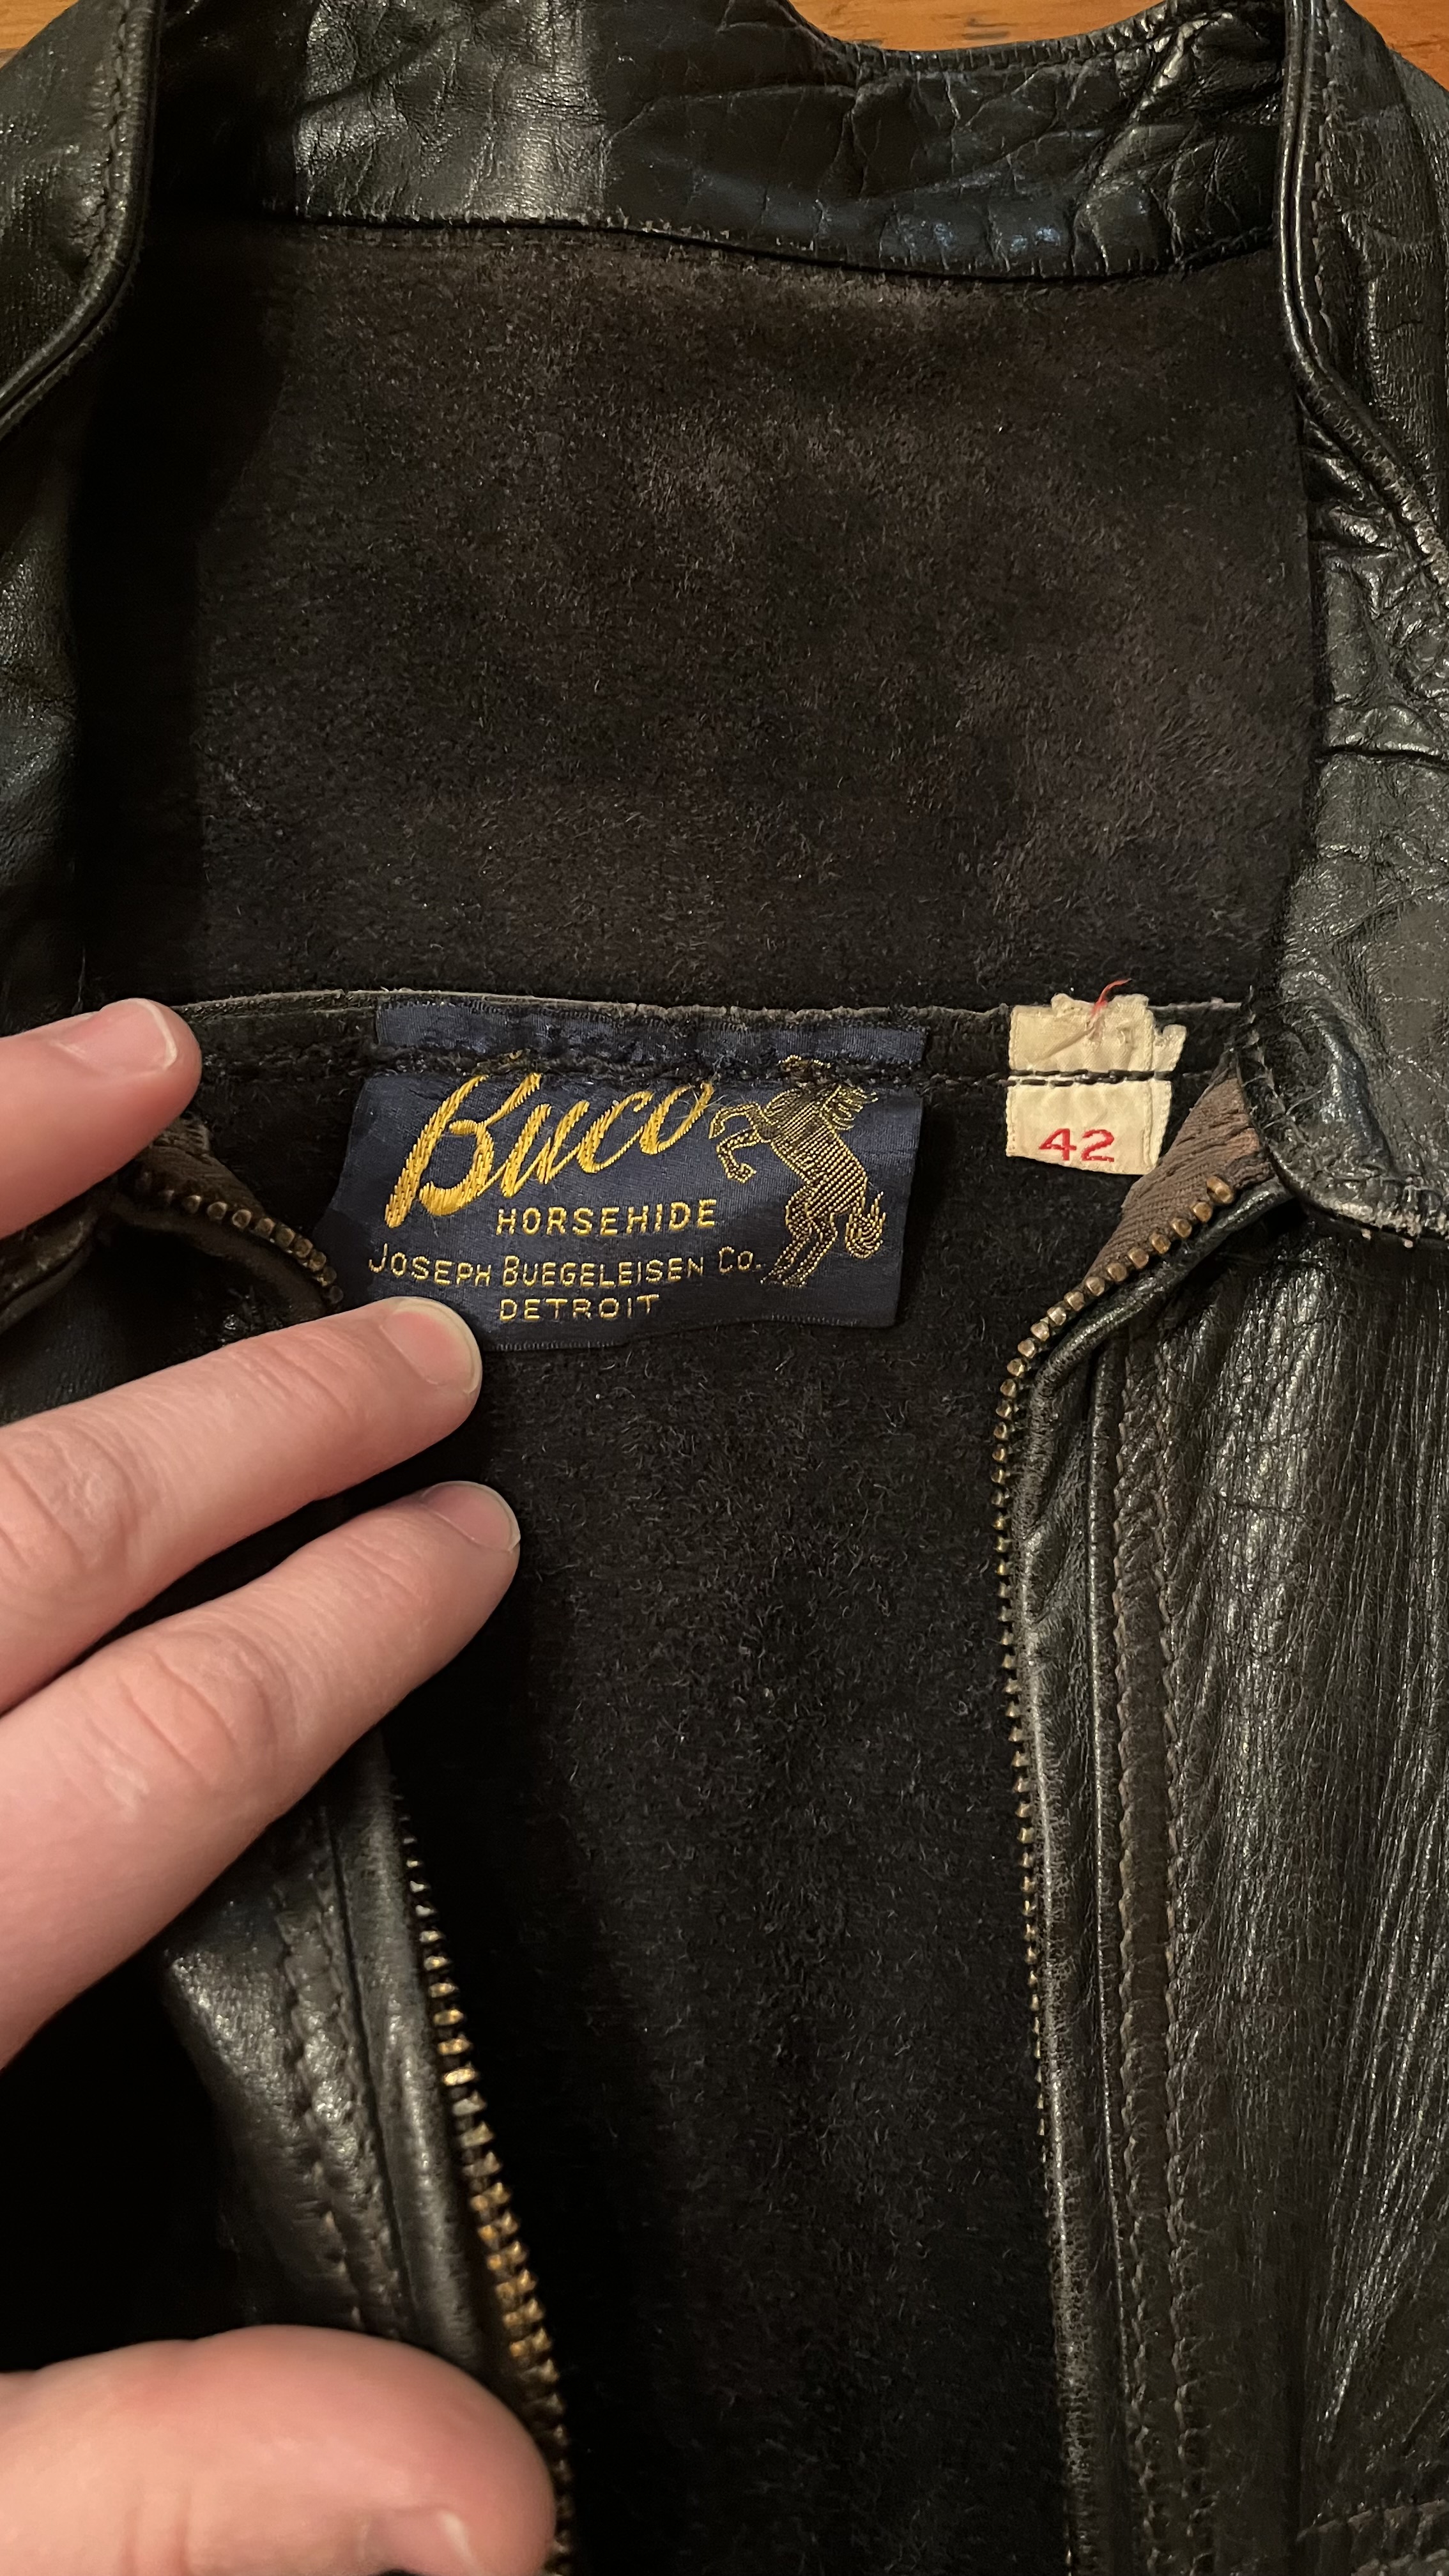 Buco
HORSEHIDE
JOSEPH BUEGELEISEN CO.
DETROIT
42